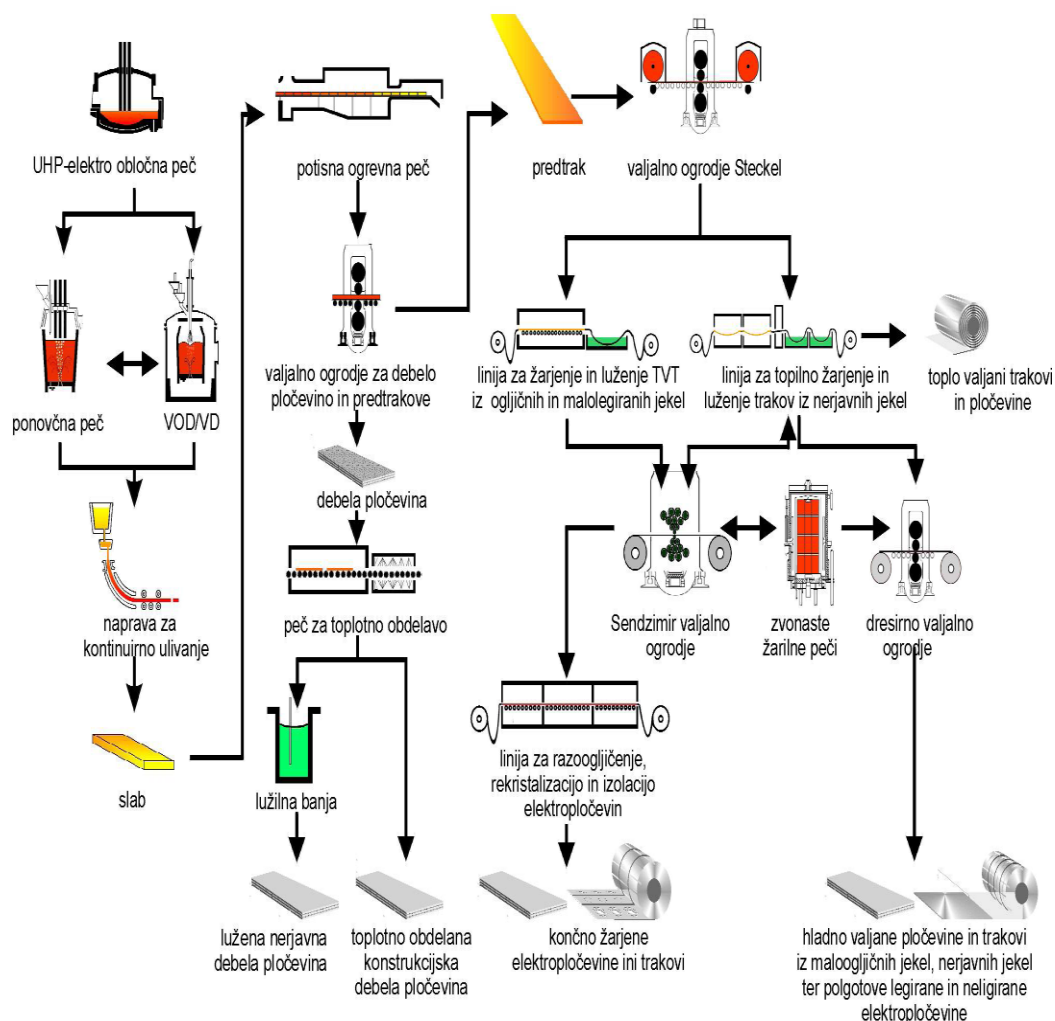 UHP-elektro obločna peč
potisna ogrevna peč
predtrak
valjalno ogrodje Steckel
ponovčna peč
VOD/VD
valjalno ogrodje za debelo
pločevino in predtrakove
linija za žarjenje in luženje TVT
iz ogljičnih in malolegiranih jekel
linija za topilno žarjenje in
luženje trakov iz nerjavnih jekel
toplo valjani trakovi
in pločevine
debela pločevina
naprava za
kontinuirno ulivanje
peč za toplotno obdelavo
Sendzimir valjalno
ogrodje
zvonaste
žarilne peči
dresirno valjalno
ogrodje
slab
lužilna banja
linija za razoogljičenje,
rekristalizacijo in izolacijo
elektropločevin
lužena nerjavna
debela pločevina
toplotno obdelana
konstrukcijska
debela pločevina
končno žarjene
elektropločevine ini trakovi
hladno valjane pločevine in trakovi
iz maloogljičnih jekel, nerjavnih jekel
ter polgotove legirane in neligirane
elektropločevine